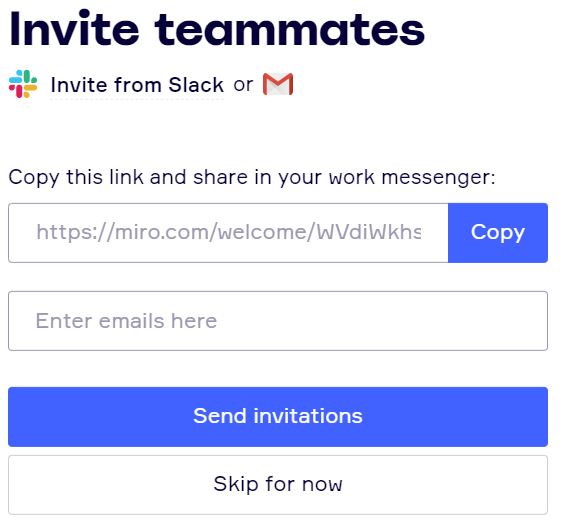 Invite teammates
Invite from Slack or
Copy this link and share in your work messenger:
https://miro.com/welcome/WVdiWkhs
Copy
Enter emails here
Send invitations
Skip for now